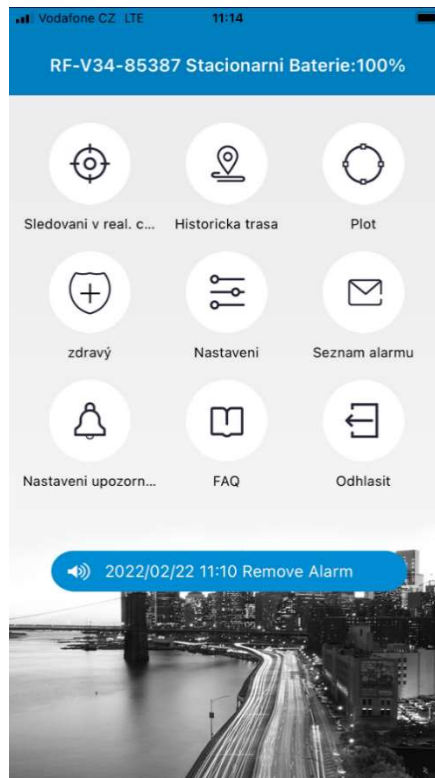 Vodafone CZ LTE 11:14
RF-V34-85387 Stacionarni Baterie:100%
Sledovani v real. c... Historicka trasa Plot
zdravý Nastaveni Seznam alarmu
Nastaveni upozorn... FAQ Odhlasit
2022/02/22 11:10 Remove Alarm